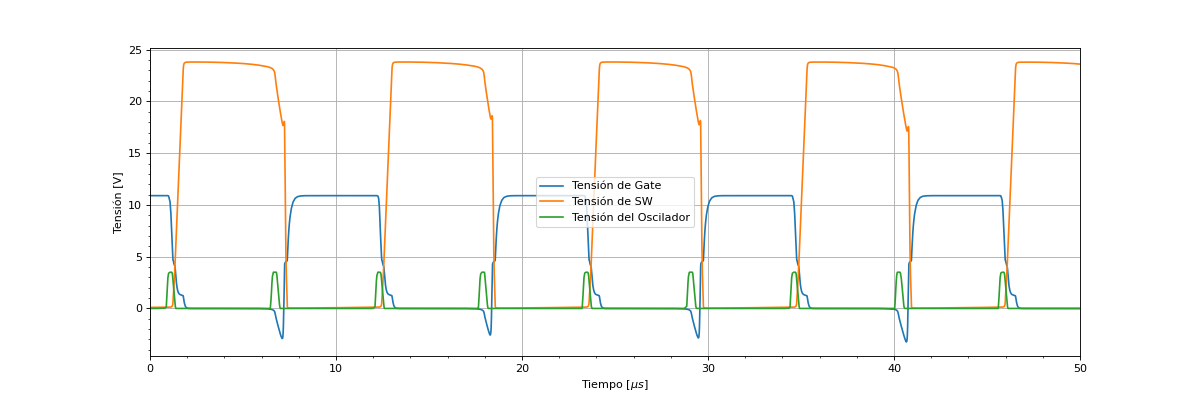 25
20
15
10
5
0
Tensión [V]
Tensión de Gate
Tensión de SW
Tensión del Oscilador
0 10 20 30 40 50
Tiempo [μs]